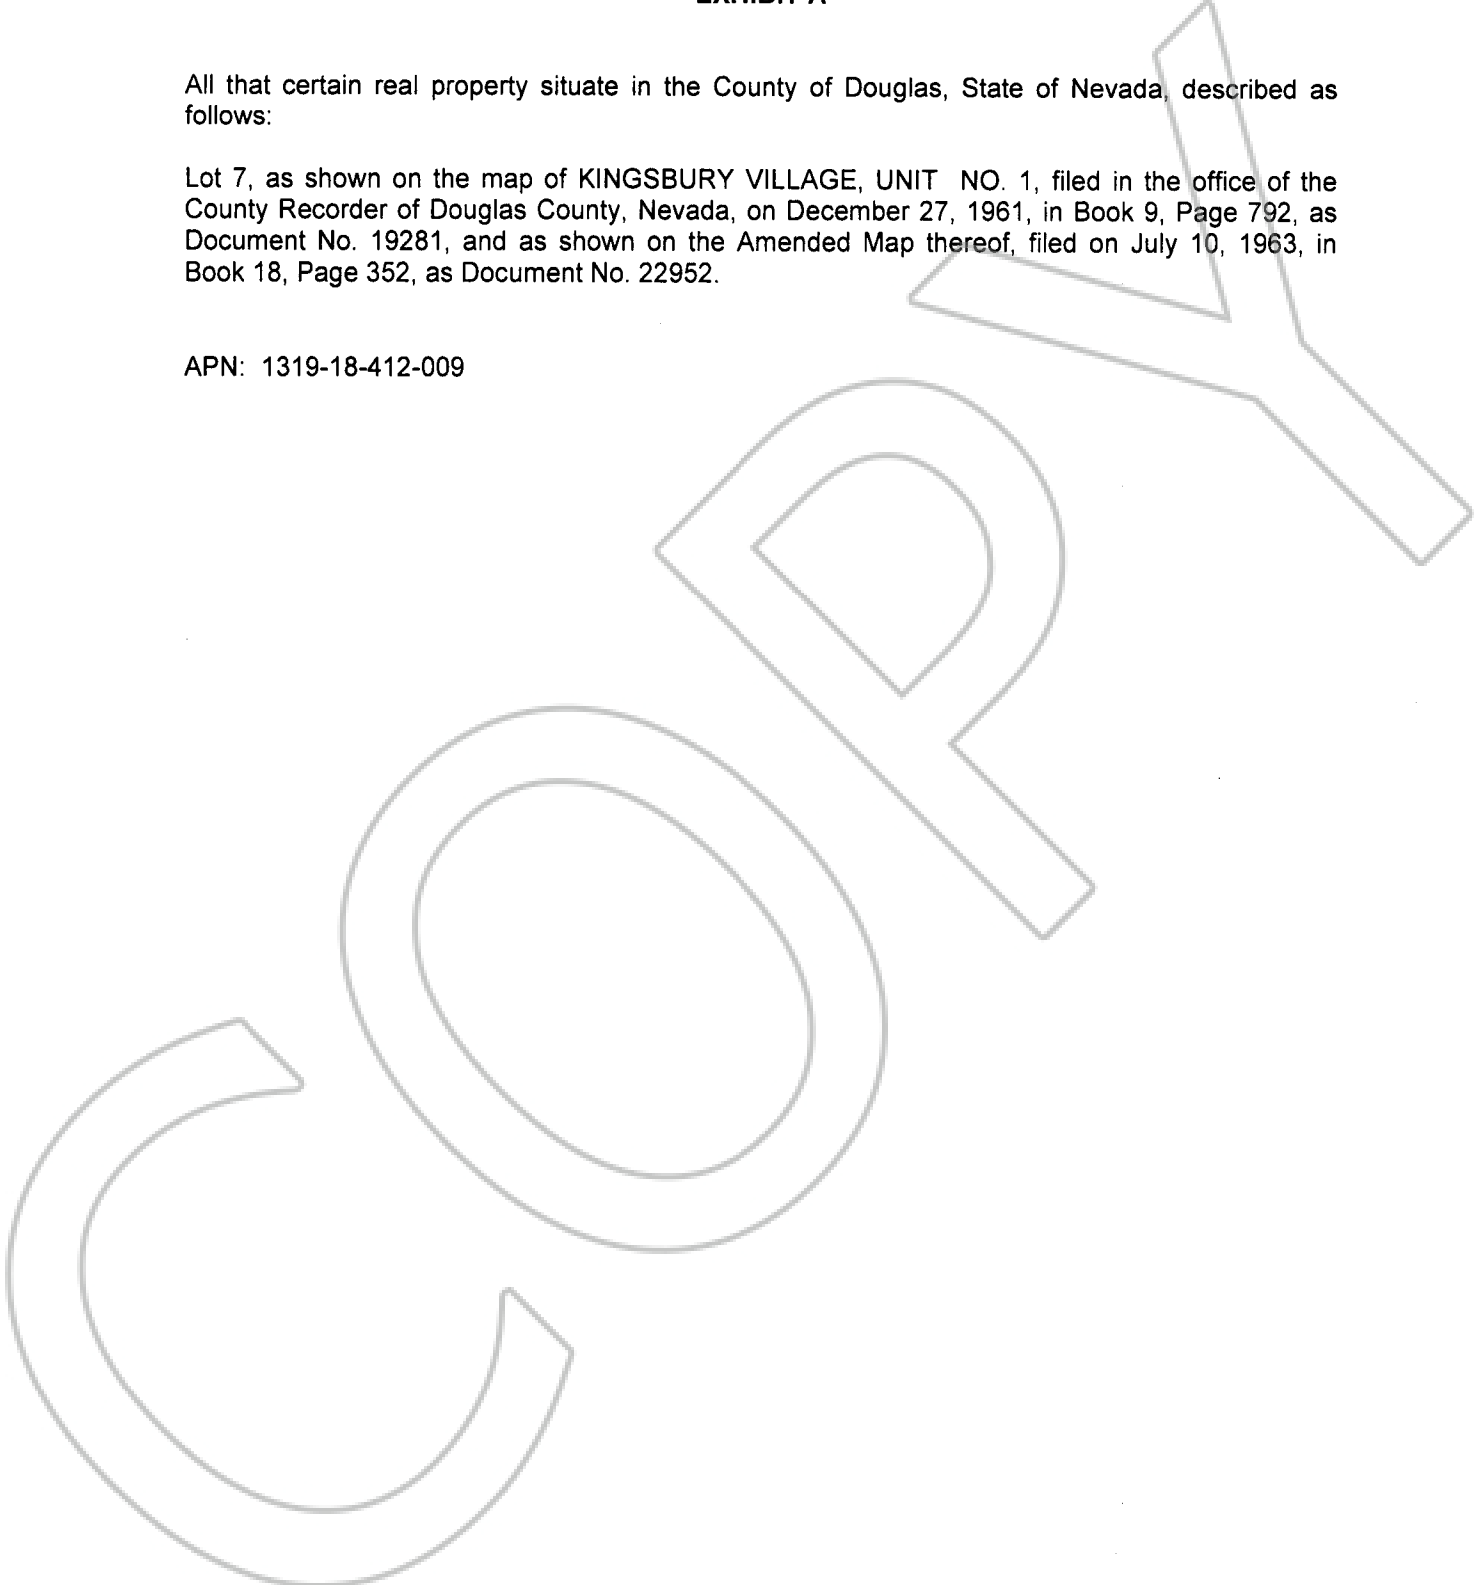 EXHIBIT A
All that certain real property situate in the County of Douglas, State of Nevada, described as
follows:
Lot 7, as shown on the map of KINGSBURY VILLAGE, UNIT NO. 1, filed in the office of the
County Recorder of Douglas County, Nevada, on December 27, 1961, in Book 9, Page 792, as
Document No. 19281, and as shown on the Amended Map thereof, filed on July 10, 1963, in
Book 18, Page 352, as Document No. 22952.
APN: 1319-18-412-009
COPY